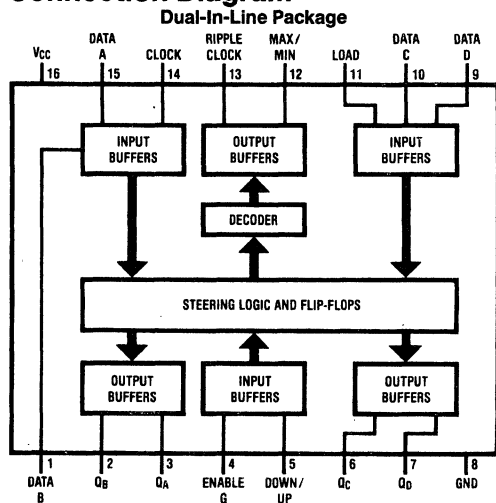 Dual-In-Line Package
VCC
DATA A
CLOCK
RIPPLE CLOCK
MAX/ MIN
LOAD
DATA C
DATA D
16 15 14 13 12 11 10 9
INPUT BUFFERS
OUTPUT BUFFERS
INPUT BUFFERS
DECODER
STEERING LOGIC AND FLIP-FLOPS
OUTPUT BUFFERS
INPUT BUFFERS
OUTPUT BUFFERS
1 2 3 4 5 6 7 8
DATA B
QB
QA
ENABLE G
DOWN/ UP
QC
QD
GND